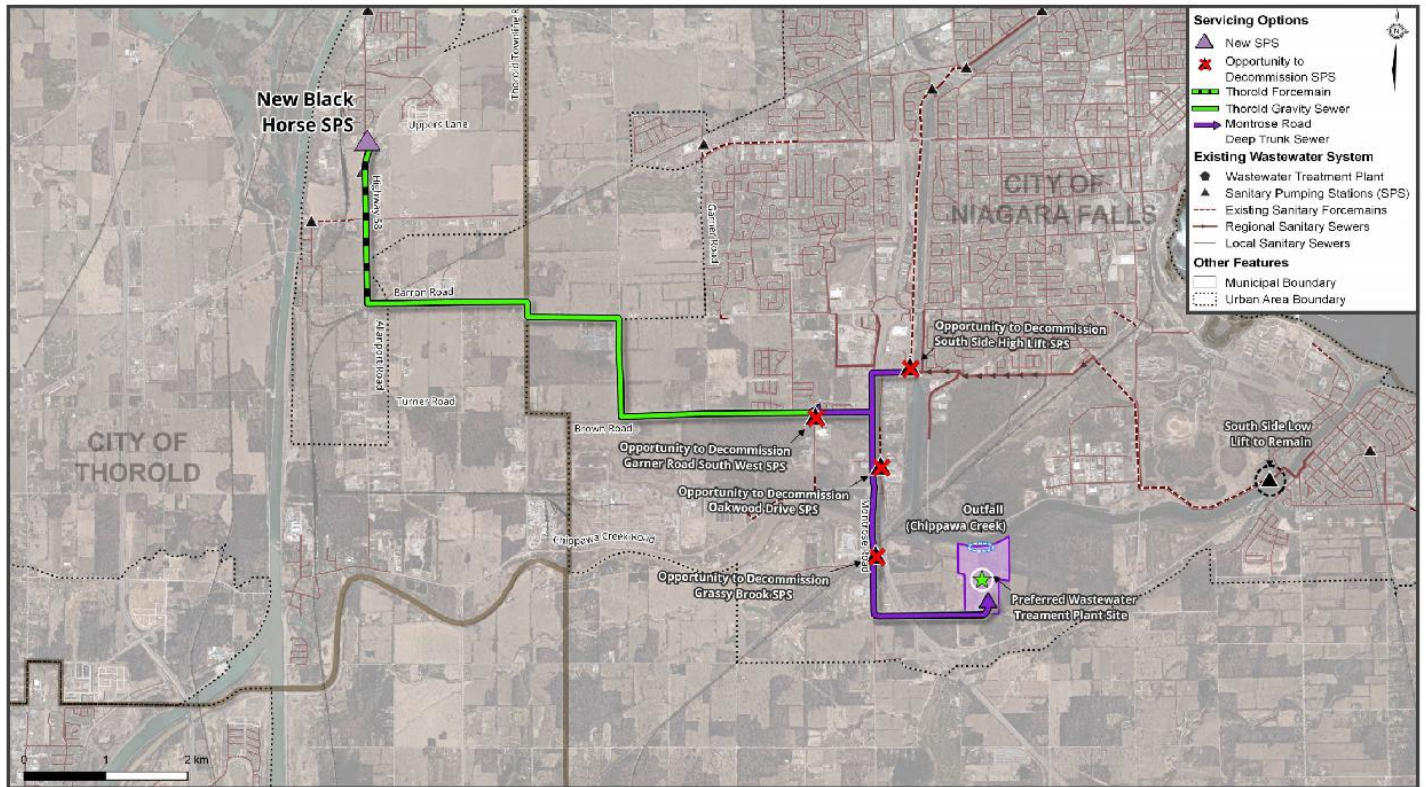 Servicing Options
New SPS
Opportunity to
Decommission SPS
Thorold Forcemain
Thorold Gravity Sewer
Montrose Road
Deep Trunk Sewer
Existing Wastewater System
Wastewater Treatment Plant
Sanitary Pumping Stations (SPS)
Existing Sanitary Forcemains
Regional Sanitary Sewers
Local Sanitary Sewers
Other Features
Municipal Boundary
Urban Area Boundary
N
New Black
Horse SPS
Uppers Lane
Highway 58
Garner Road
CITY OF
NIAGARA FALLS
Barron Road
Allanport Road
Turner Road
Brown Road
CITY OF
THOROLD
Opportunity to Decommission
South Side High Lift SPS
Opportunity to Decommission
Garner Road South West SPS
South Side Low
Lift to Remain
Opportunity to Decommission
Oakwood Drive SPS
Outfall
(Chippawa Creek)
Chippawa Creek Road
Montrose Road
Opportunity to Decommission
Grassy Brook SPS
Preferred Wastewater
Treament Plant Site
0 1 2 km